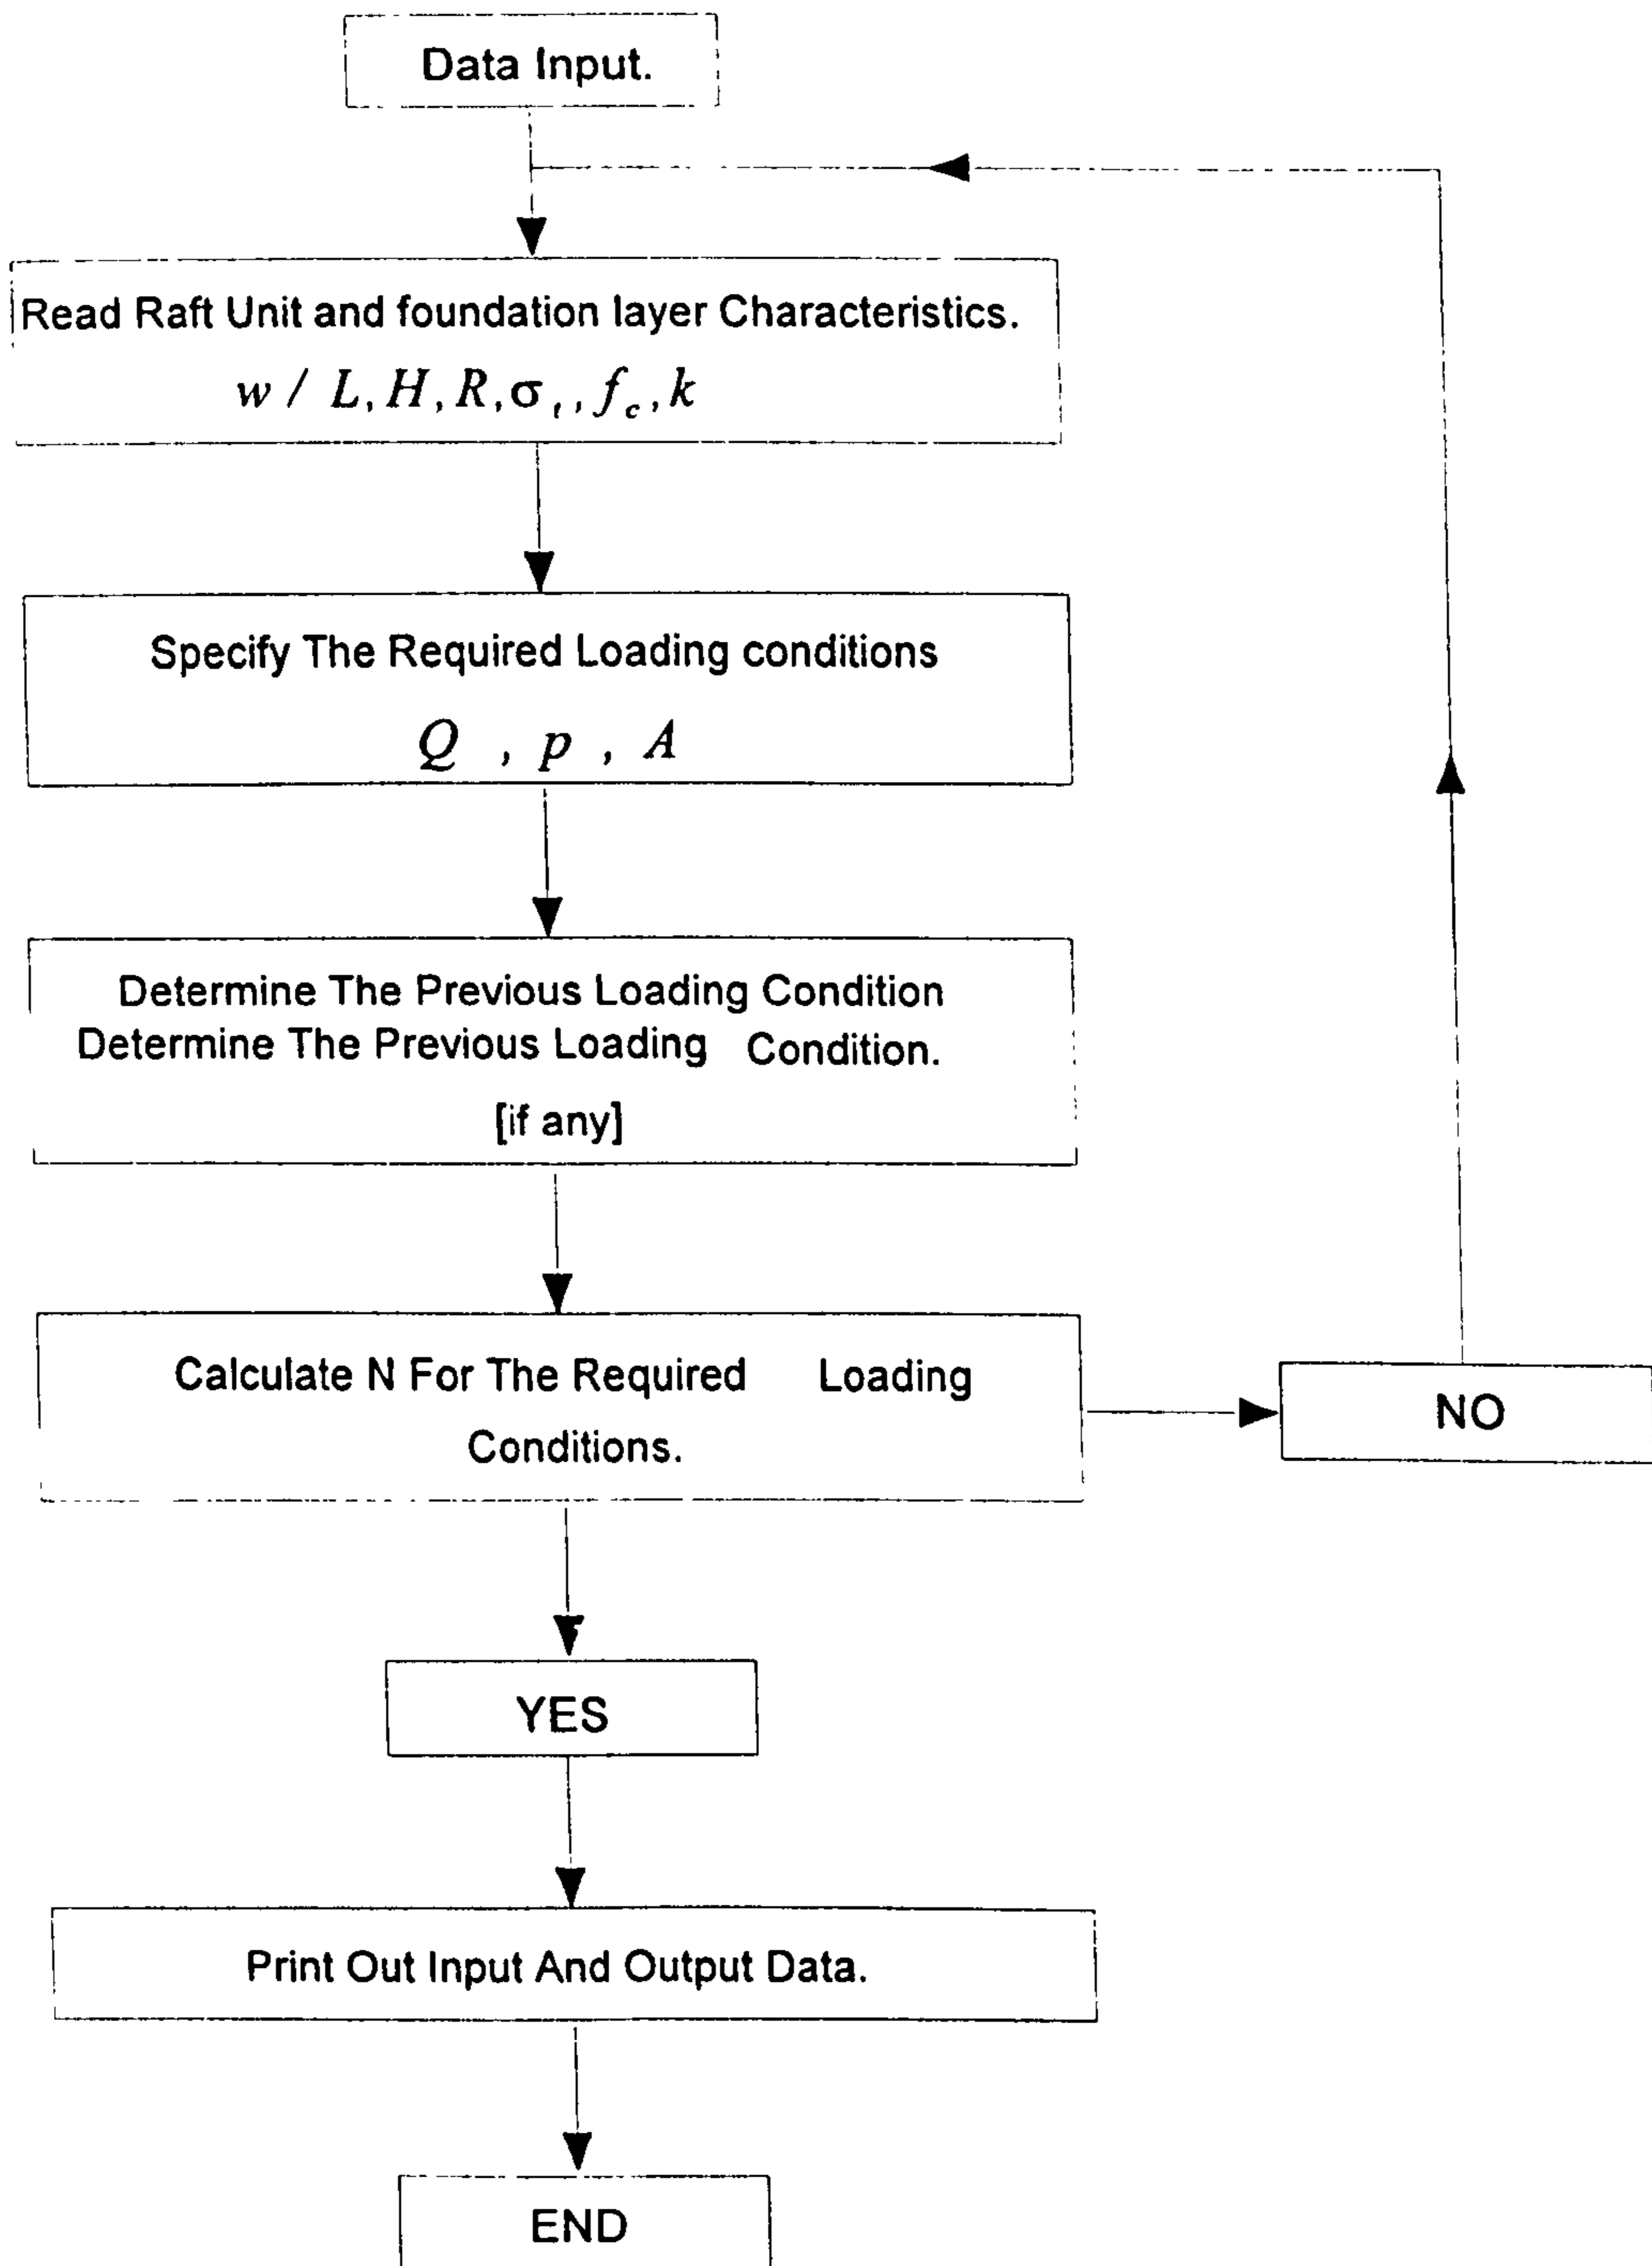 Data Input.
Read Raft Unit and foundation layer Characteristics.
w / L, H, R, σ_t, f_c, k
Specify The Required Loading conditions
Q , p , A
Determine The Previous Loading Condition
Determine The Previous Loading Condition.
[if any]
Calculate N For The Required Loading
Conditions.
NO
YES
Print Out Input And Output Data.
END